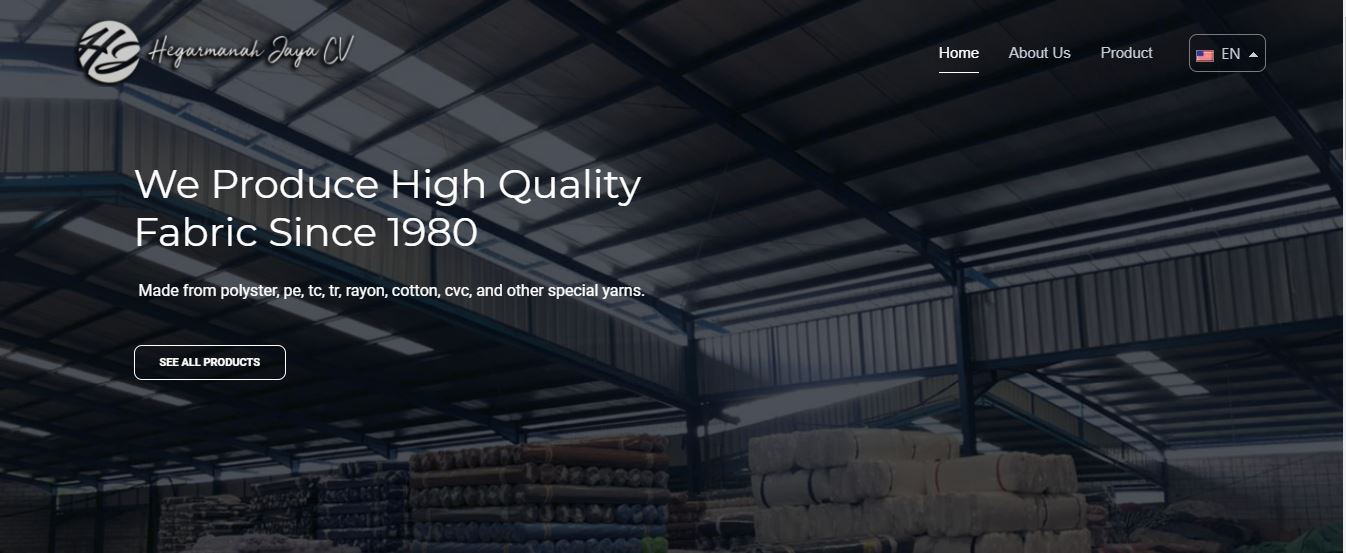 Hegarmanah Jaya CV
Home
About Us
Product
EN
We Produce High Quality
Fabric Since 1980
Made from polyster, pe, tc, tr, rayon, cotton, cvc, and other special yarns.
SEE ALL PRODUCTS